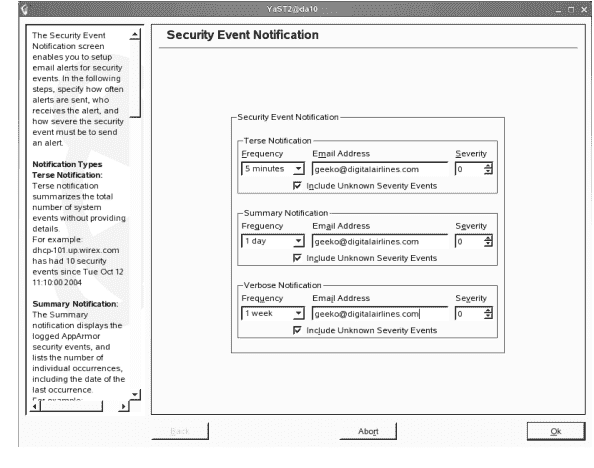 YaST2@da10
The Security Event
Notification screen
enables you to setup
email alerts for security
events. In the following
steps, specify how often
alerts are sent, who
receives the alert, and
how severe the security
event must be to send
an alert.
Notification Types
Terse Notification:
Terse notification
summarizes the total
number of system
events without providing
details.
For example:
dhcp-101.up.wirex.com
has had 10 security
events since Tue Oct 12
11:10:00 2004
Summary Notification:
The Summary
notification displays the
logged AppArmor
security events, and
lists the number of
individual occurrences,
including the date of the
last occurrence.
For example:
Security Event Notification
Security Event Notification
Terse Notification
Frequency Email Address Severity
5 minutes geeko@digitalairlines.com 0
Include Unknown Severity Events
Summary Notification
Frequency Email Address Severity
1 day geeko@digitalairlines.com 0
Include Unknown Severity Events
Verbose Notification
Frequency Email Address Severity
1 week geeko@digitalairlines.com 0
Include Unknown Severity Events
Back Abort Ok